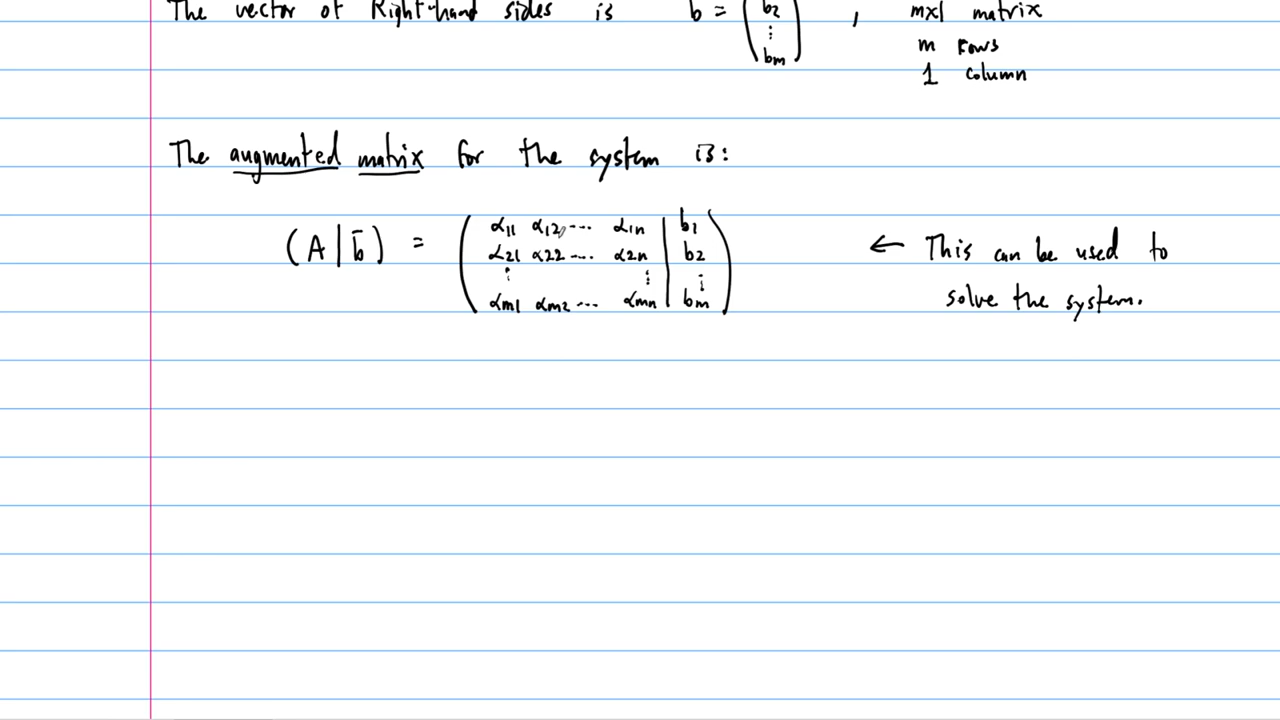 The vector of Right-hand sides is b = (b2 ⋮ bm) , mx1 matrix
m rows
1 column
The augmented matrix for the system is:
(A | b̄) = ( α11 α12 ... α1n | b1
α21 α22 ... α2n | b2
⋮ ⋮ | ⋮
αm1 αm2 ... αmn | bm )
← This can be used to
solve the system.